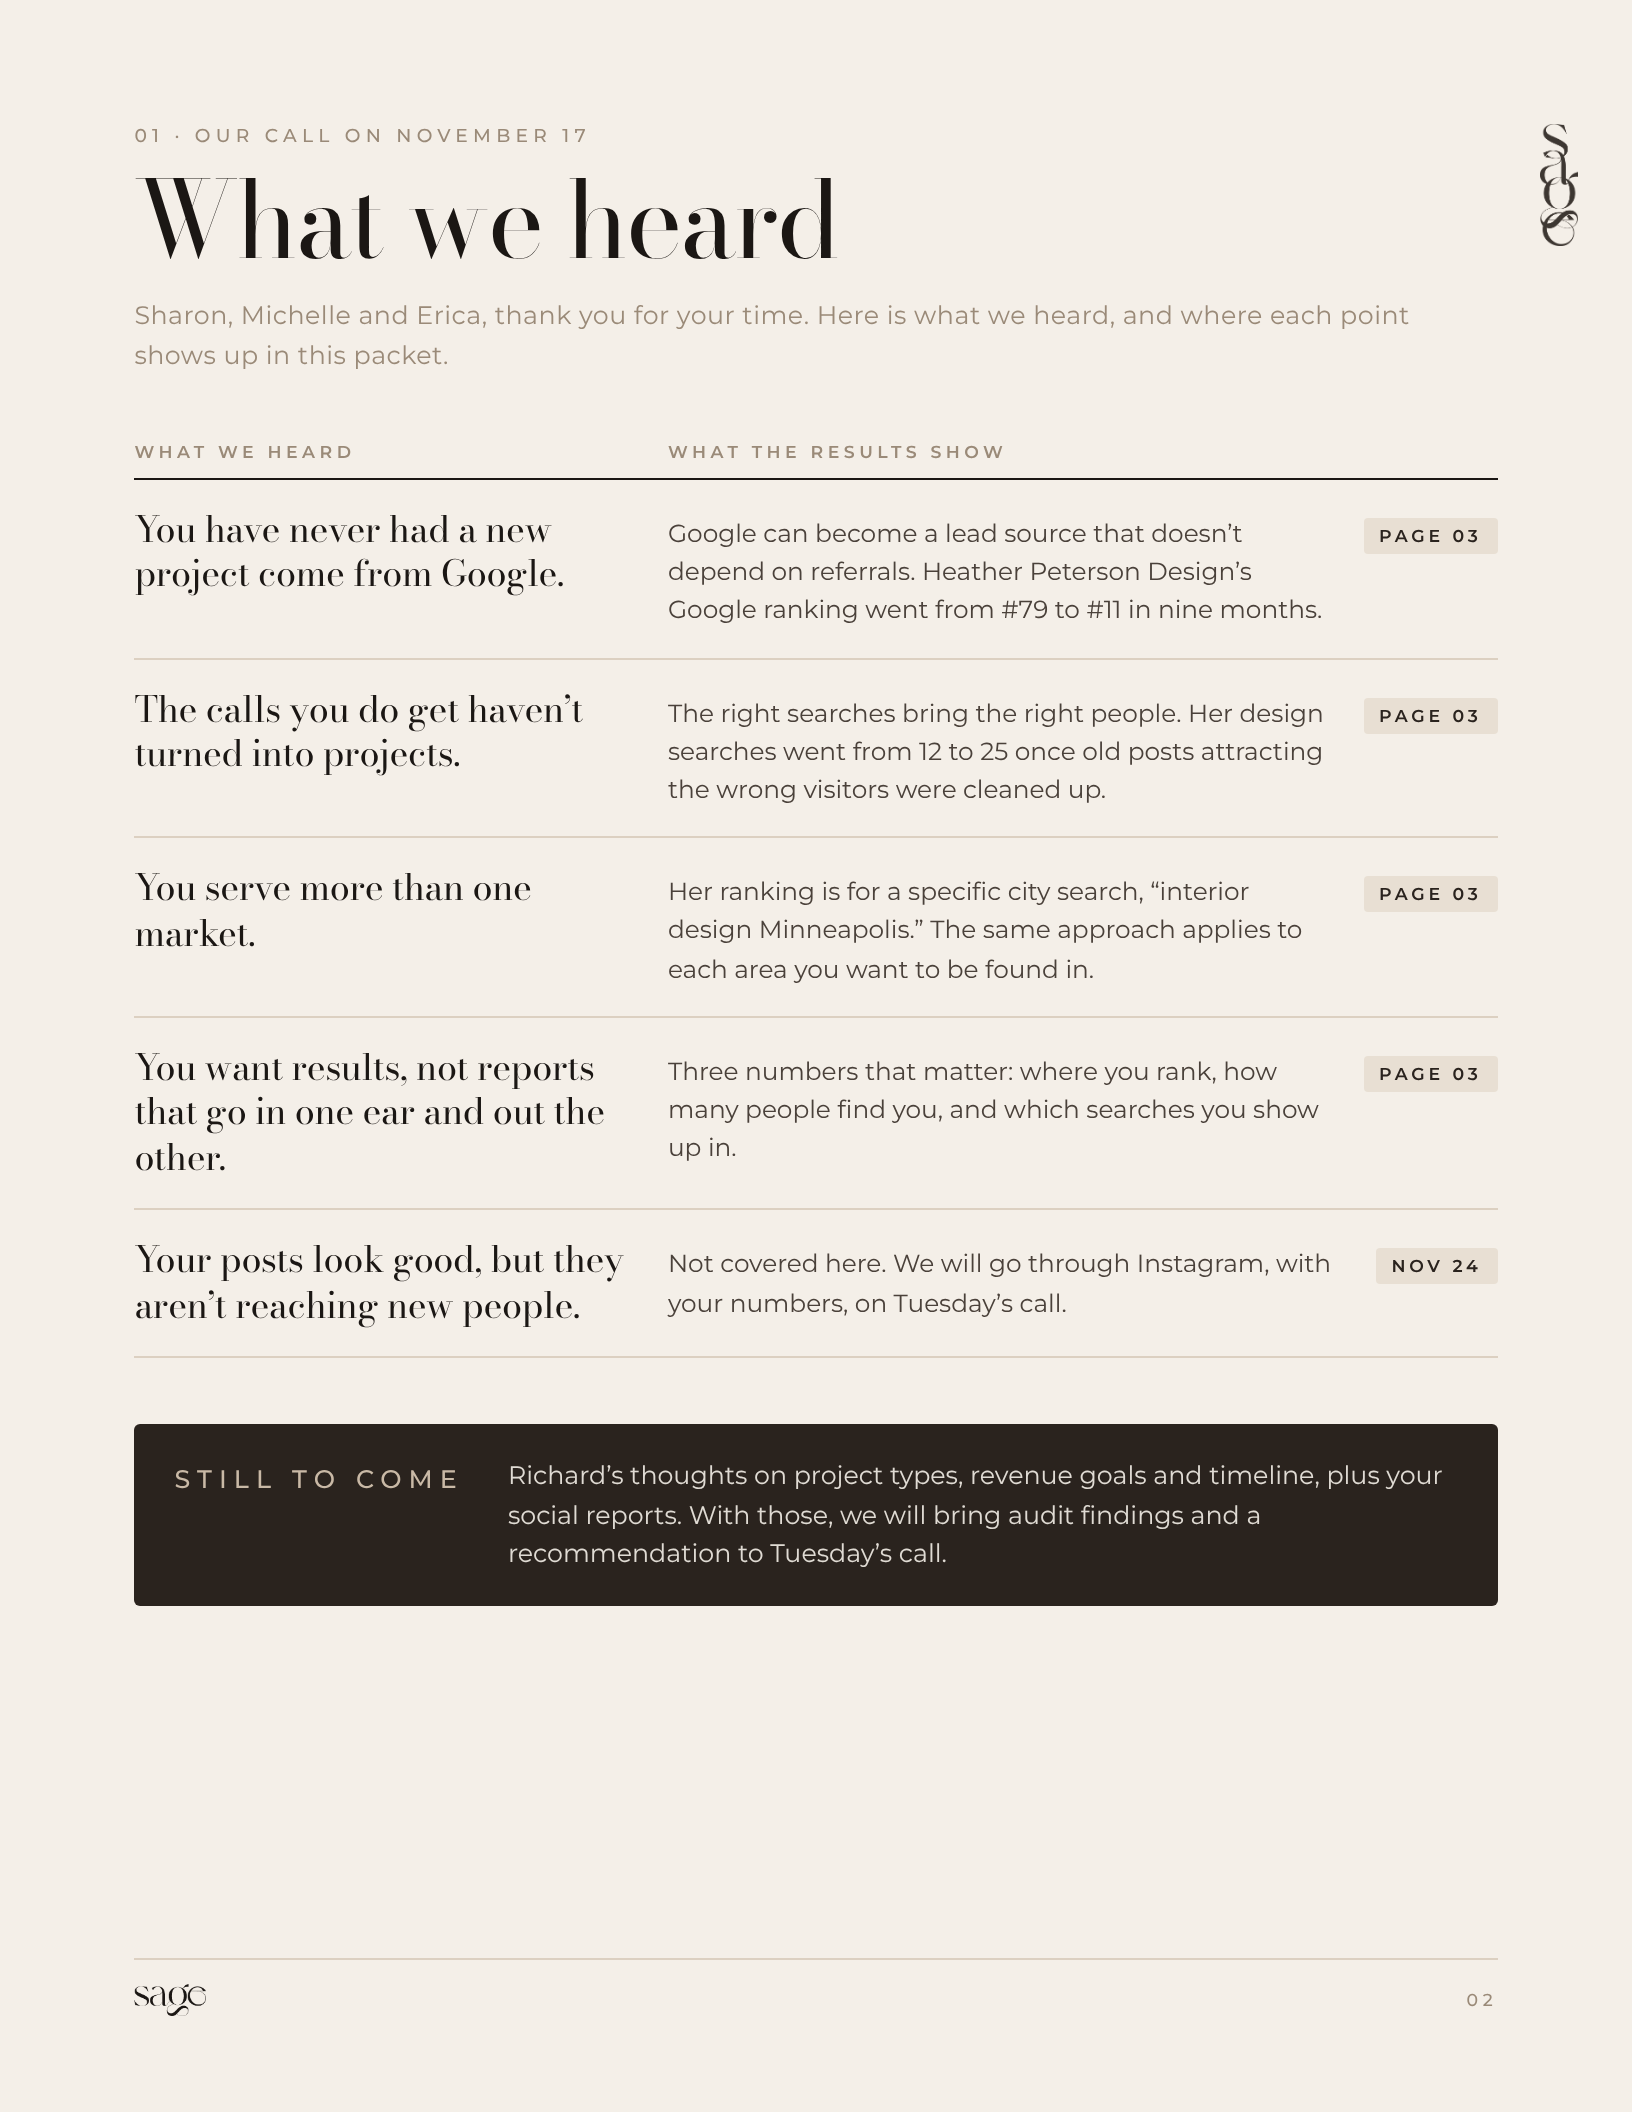 01 · OUR CALL ON NOVEMBER 17
sage
What we heard
Sharon, Michelle and Erica, thank you for your time. Here is what we heard, and where each point
shows up in this packet.
WHAT WE HEARD
WHAT THE RESULTS SHOW
You have never had a new
project come from Google.
Google can become a lead source that doesn’t
depend on referrals. Heather Peterson Design’s
Google ranking went from #79 to #11 in nine months.
PAGE 03
The calls you do get haven’t
turned into projects.
The right searches bring the right people. Her design
searches went from 12 to 25 once old posts attracting
the wrong visitors were cleaned up.
PAGE 03
You serve more than one
market.
Her ranking is for a specific city search, “interior
design Minneapolis.” The same approach applies to
each area you want to be found in.
PAGE 03
You want results, not reports
that go in one ear and out the
other.
Three numbers that matter: where you rank, how
many people find you, and which searches you show
up in.
PAGE 03
Your posts look good, but they
aren’t reaching new people.
Not covered here. We will go through Instagram, with
your numbers, on Tuesday’s call.
NOV 24
STILL TO COME
Richard’s thoughts on project types, revenue goals and timeline, plus your
social reports. With those, we will bring audit findings and a
recommendation to Tuesday’s call.
sage
02